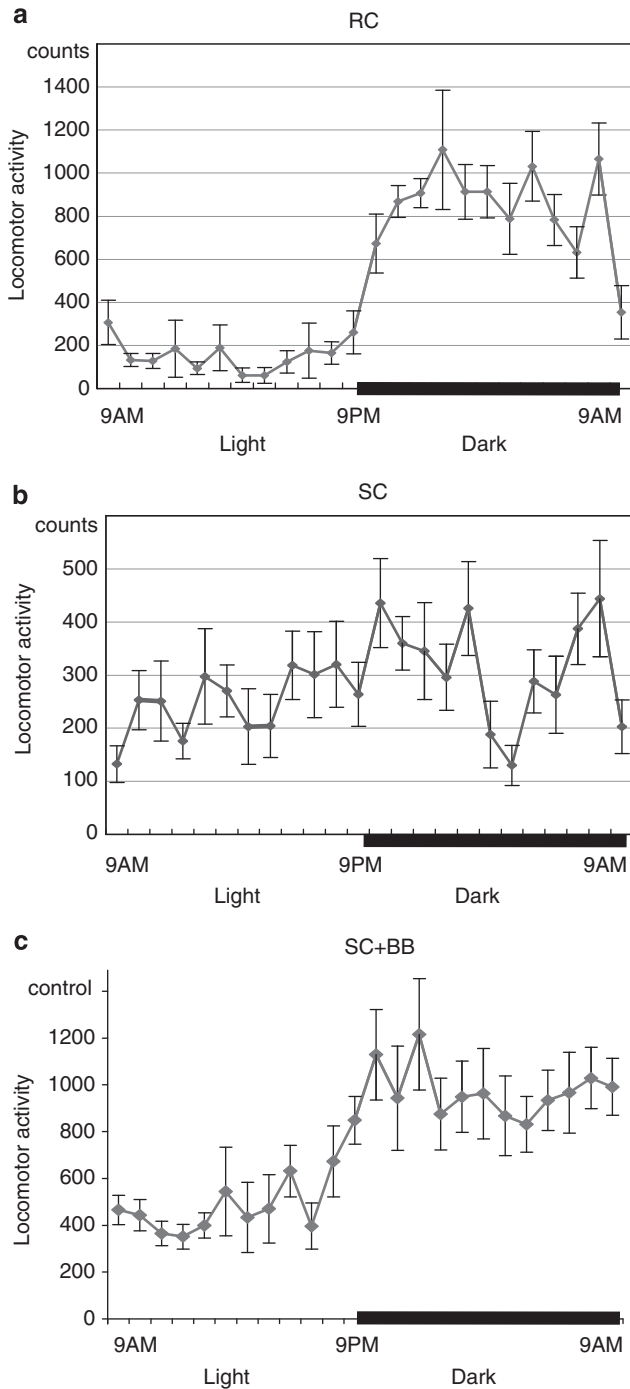 a
RC
counts
1400
1200
1000
800
600
400
200
0
Locomotor activity
9AM 9PM 9AM
Light Dark
b
SC
counts
500
400
300
200
100
0
Locomotor activity
9AM 9PM 9AM
Light Dark
c
SC+BB
control
1200
1000
800
600
400
200
0
Locomotor activity
9AM 9PM 9AM
Light Dark